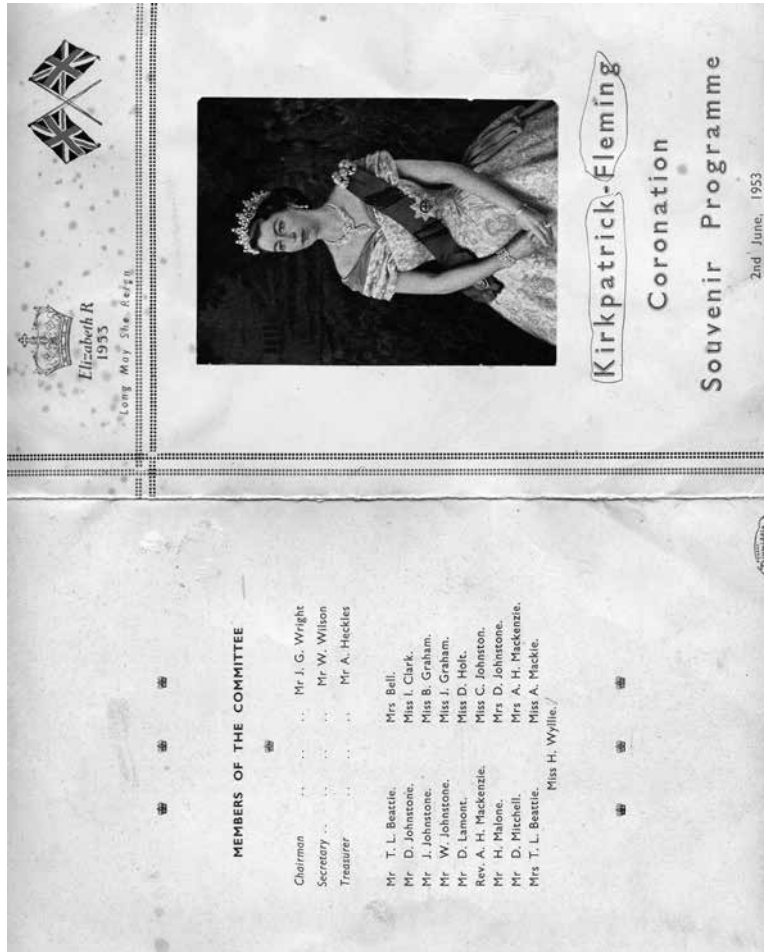 Elizabeth R
1953
Long May She Reign
Kirkpatrick-Fleming
Coronation
Souvenir Programme
2nd June, 1953
MEMBERS OF THE COMMITTEE
Chairman .. .. .. Mr J. G. Wright
Secretary .. .. .. .. Mr W. Wilson
Treasurer .. .. .. Mr A. Heckles
Mr T. L. Beattie. Mrs Bell.
Mr D. Johnstone. Miss I. Clark.
Mr J. Johnstone. Miss B. Graham.
Mr W. Johnstone. Miss J. Graham.
Mr D. Lamont. Miss D. Holt.
Rev. A. H. Mackenzie. Miss C. Johnston.
Mr H. Malone. Mrs D. Johnstone.
Mr D. Mitchell. Mrs A. H. Mackenzie.
Mrs T. L. Beattie. Miss A. Mackie.
Miss H. Wyllie.